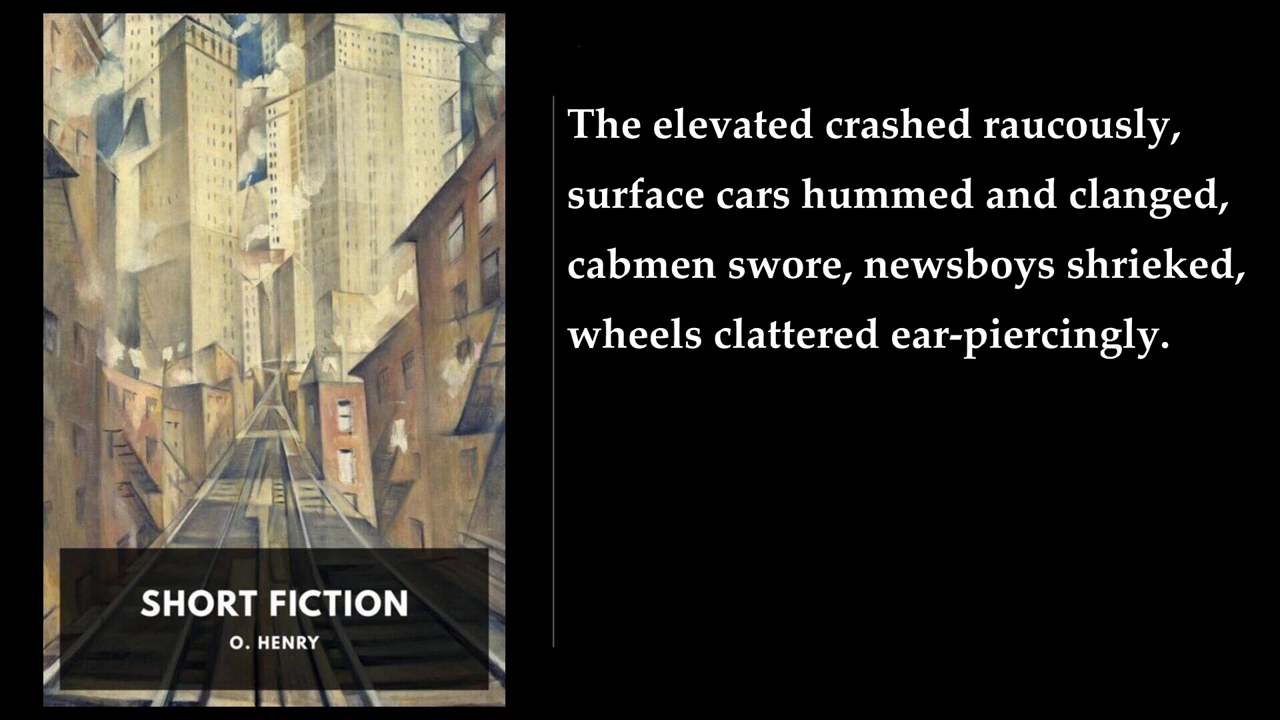 The elevated crashed raucously,
surface cars hummed and clanged,
cabmen swore, newsboys shrieked,
wheels clattered ear-piercingly.
SHORT FICTION
O. HENRY